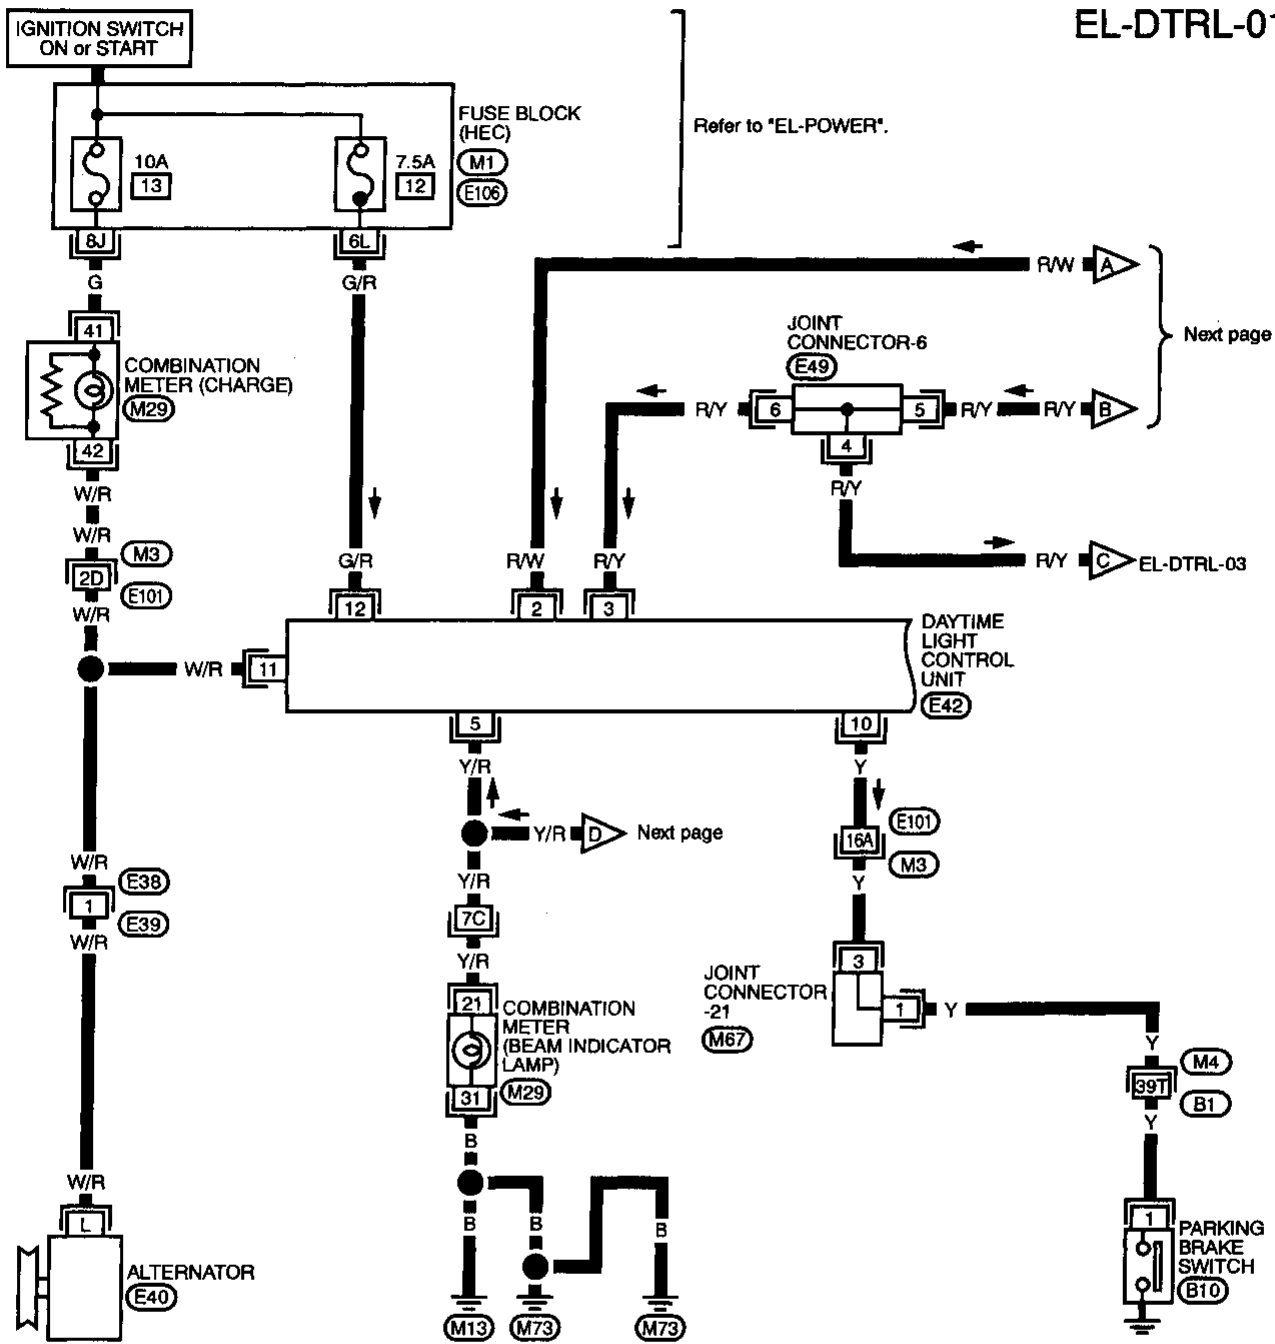 EL-DTRL-01
IGNITION SWITCH
ON or START
FUSE BLOCK
(HEC)
M1
E106
10A
13
7.5A
12
8J
6L
Refer to "EL-POWER".
G
G/R
R/W
A
41
COMBINATION
METER (CHARGE)
M29
42
JOINT
CONNECTOR-6
E49
Next page
R/Y
6
5
R/Y
R/Y
B
4
W/R
R/Y
W/R
M3
2D
E101
G/R
R/W
R/Y
R/Y
C
EL-DTRL-03
W/R
12
2
3
DAYTIME
LIGHT
CONTROL
UNIT
E42
W/R
11
5
10
Y/R
Y
Y/R
D
Next page
16A
E101
M3
W/R
E38
1
E39
W/R
Y/R
7C
Y/R
Y
3
JOINT
CONNECTOR
-21
M67
1
Y
21
COMBINATION
METER
(BEAM INDICATOR
LAMP)
M29
31
Y
M4
39T
B1
Y
B
W/R
B
B
B
L
ALTERNATOR
E40
1
PARKING
BRAKE
SWITCH
B10
M13
M73
M73